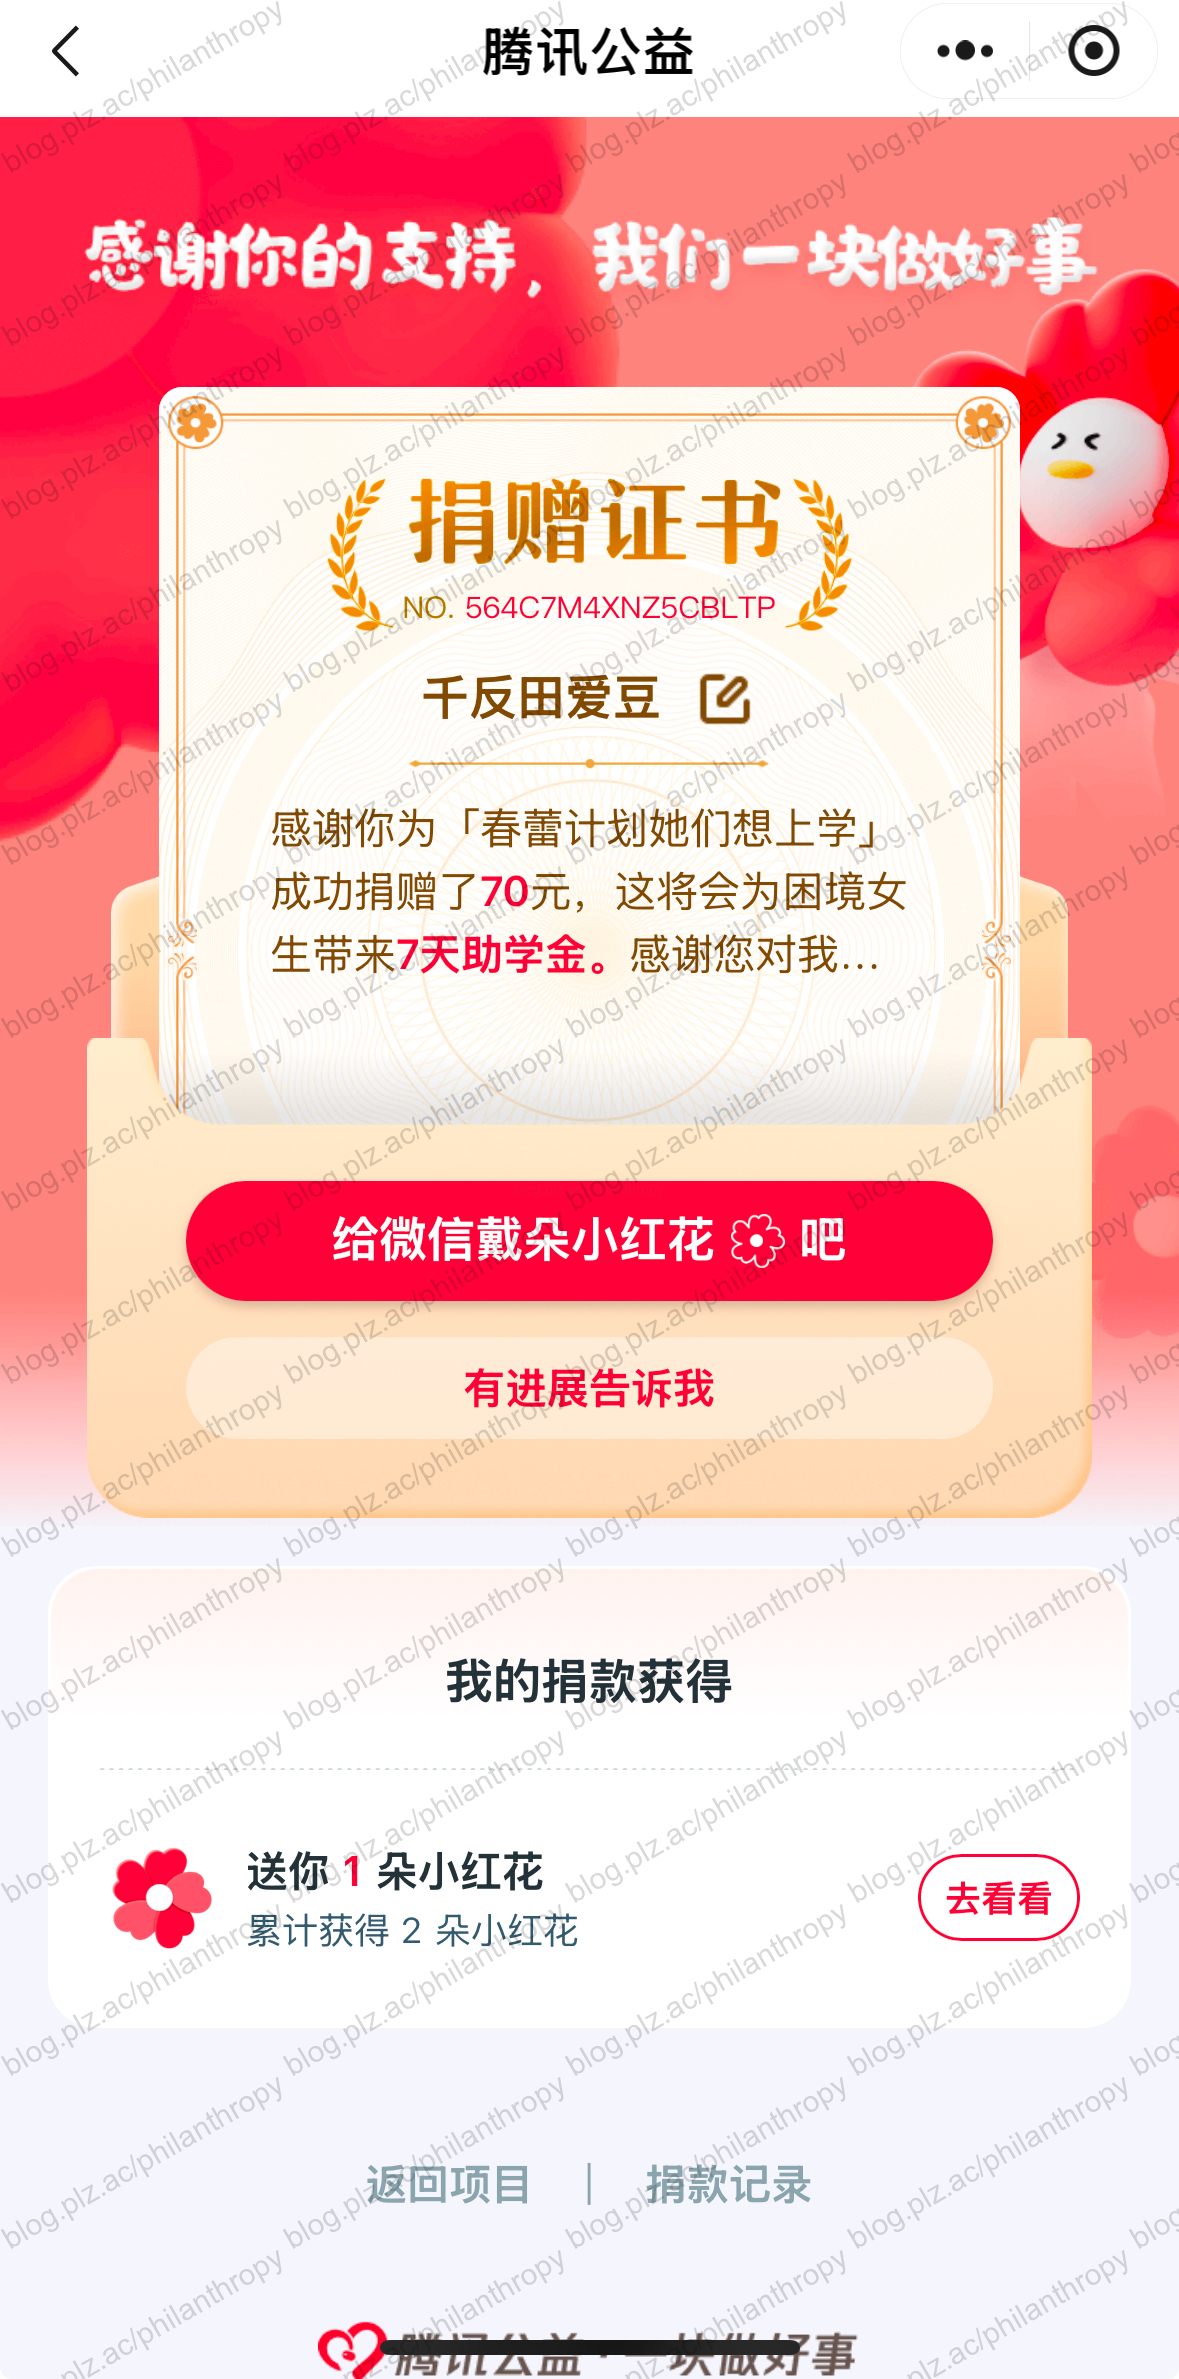 腾讯公益
感谢你的支持，我们一块做好事
捐赠证书
NO. 564C7M4XNZ5CBLTP
千反田爱豆
感谢你为「春蕾计划她们想上学」
成功捐赠了70元，这将会为困境女
生带来7天助学金。感谢您对我...
给微信戴朵小红花 吧
有进展告诉我
我的捐款获得
送你 1 朵小红花
累计获得 2 朵小红花
去看看
返回项目 | 捐款记录
腾讯公益·一块做好事
blog.plz.ac/philanthropy